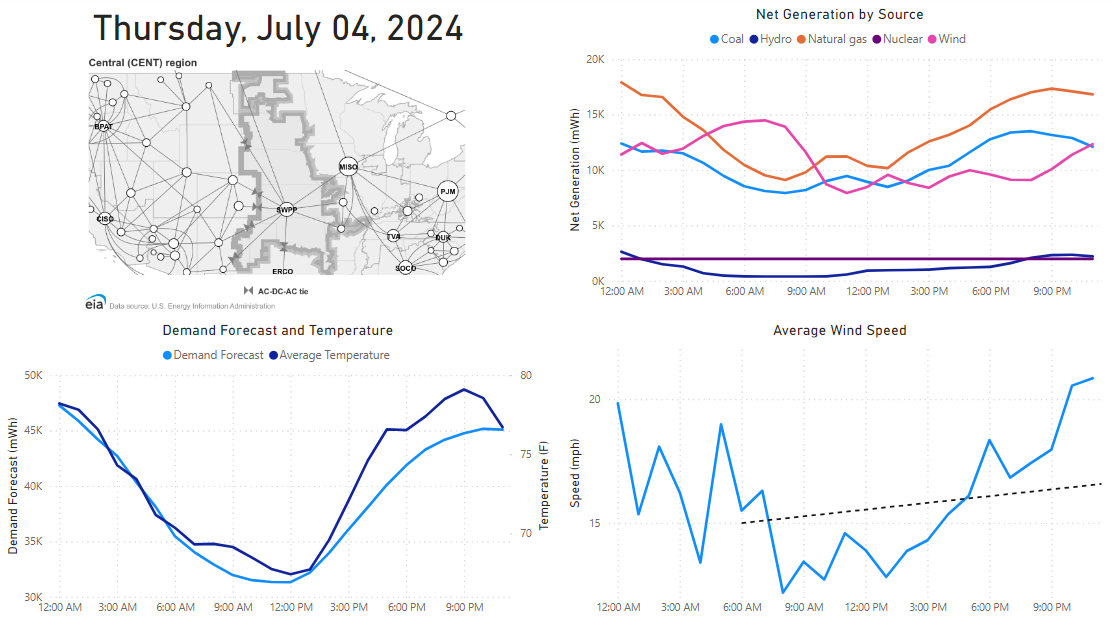 Thursday, July 04, 2024
Central (CENT) region
BPAT
MISO
PJM
CISO
SWPP
TVA
DUK
ERCO
SOCO
AC-DC-AC tie
eia Data source: U.S. Energy Information Administration
Net Generation by Source
Coal Hydro Natural gas Nuclear Wind
Net Generation (mWh)
20K
15K
10K
5K
0K
12:00 AM 3:00 AM 6:00 AM 9:00 AM 12:00 PM 3:00 PM 6:00 PM 9:00 PM
Demand Forecast and Temperature
Demand Forecast Average Temperature
Demand Forecast (mWh)
50K
45K
40K
35K
30K
80
75
70
Temperature (F)
12:00 AM 3:00 AM 6:00 AM 9:00 AM 12:00 PM 3:00 PM 6:00 PM 9:00 PM
Average Wind Speed
Speed (mph)
20
15
12:00 AM 3:00 AM 6:00 AM 9:00 AM 12:00 PM 3:00 PM 6:00 PM 9:00 PM